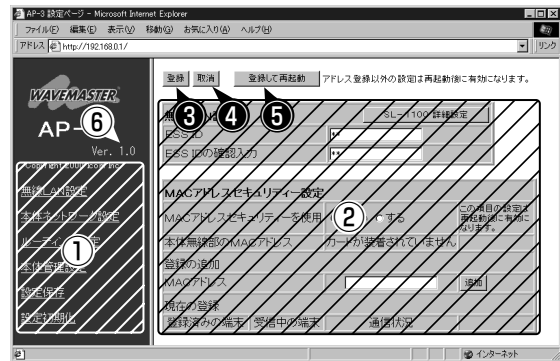 AP-3 設定ページ - Microsoft Internet Explorer
ファイル(F) 編集(E) 表示(V) 移動(G) お気に入り(A) ヘルプ(H)
アドレス http://192.168.0.1/ リンク
登録 取消 登録して再起動 アドレス登録以外の設定は再起動後に有効になります。
③ ④ ⑤
WAVEMASTER
AP-
⑥
Ver. 1.0
無線LAN設定
本体ネットワーク設定
①
本体管理設定
設定保存
設定初期化
SL-1100 詳細設定
ESS ID **
ESS IDの確認入力 **
MACアドレスセキュリティー設定
MACアドレスセキュリティーを使用 ② する この項目の設定は再起動後に有効になります。
本体無線部のMACアドレス カードが装着されていません
登録の追加
MACアドレス 追加
現在の登録
登録済みの端末 受信中の端末 通信状況
インターネット